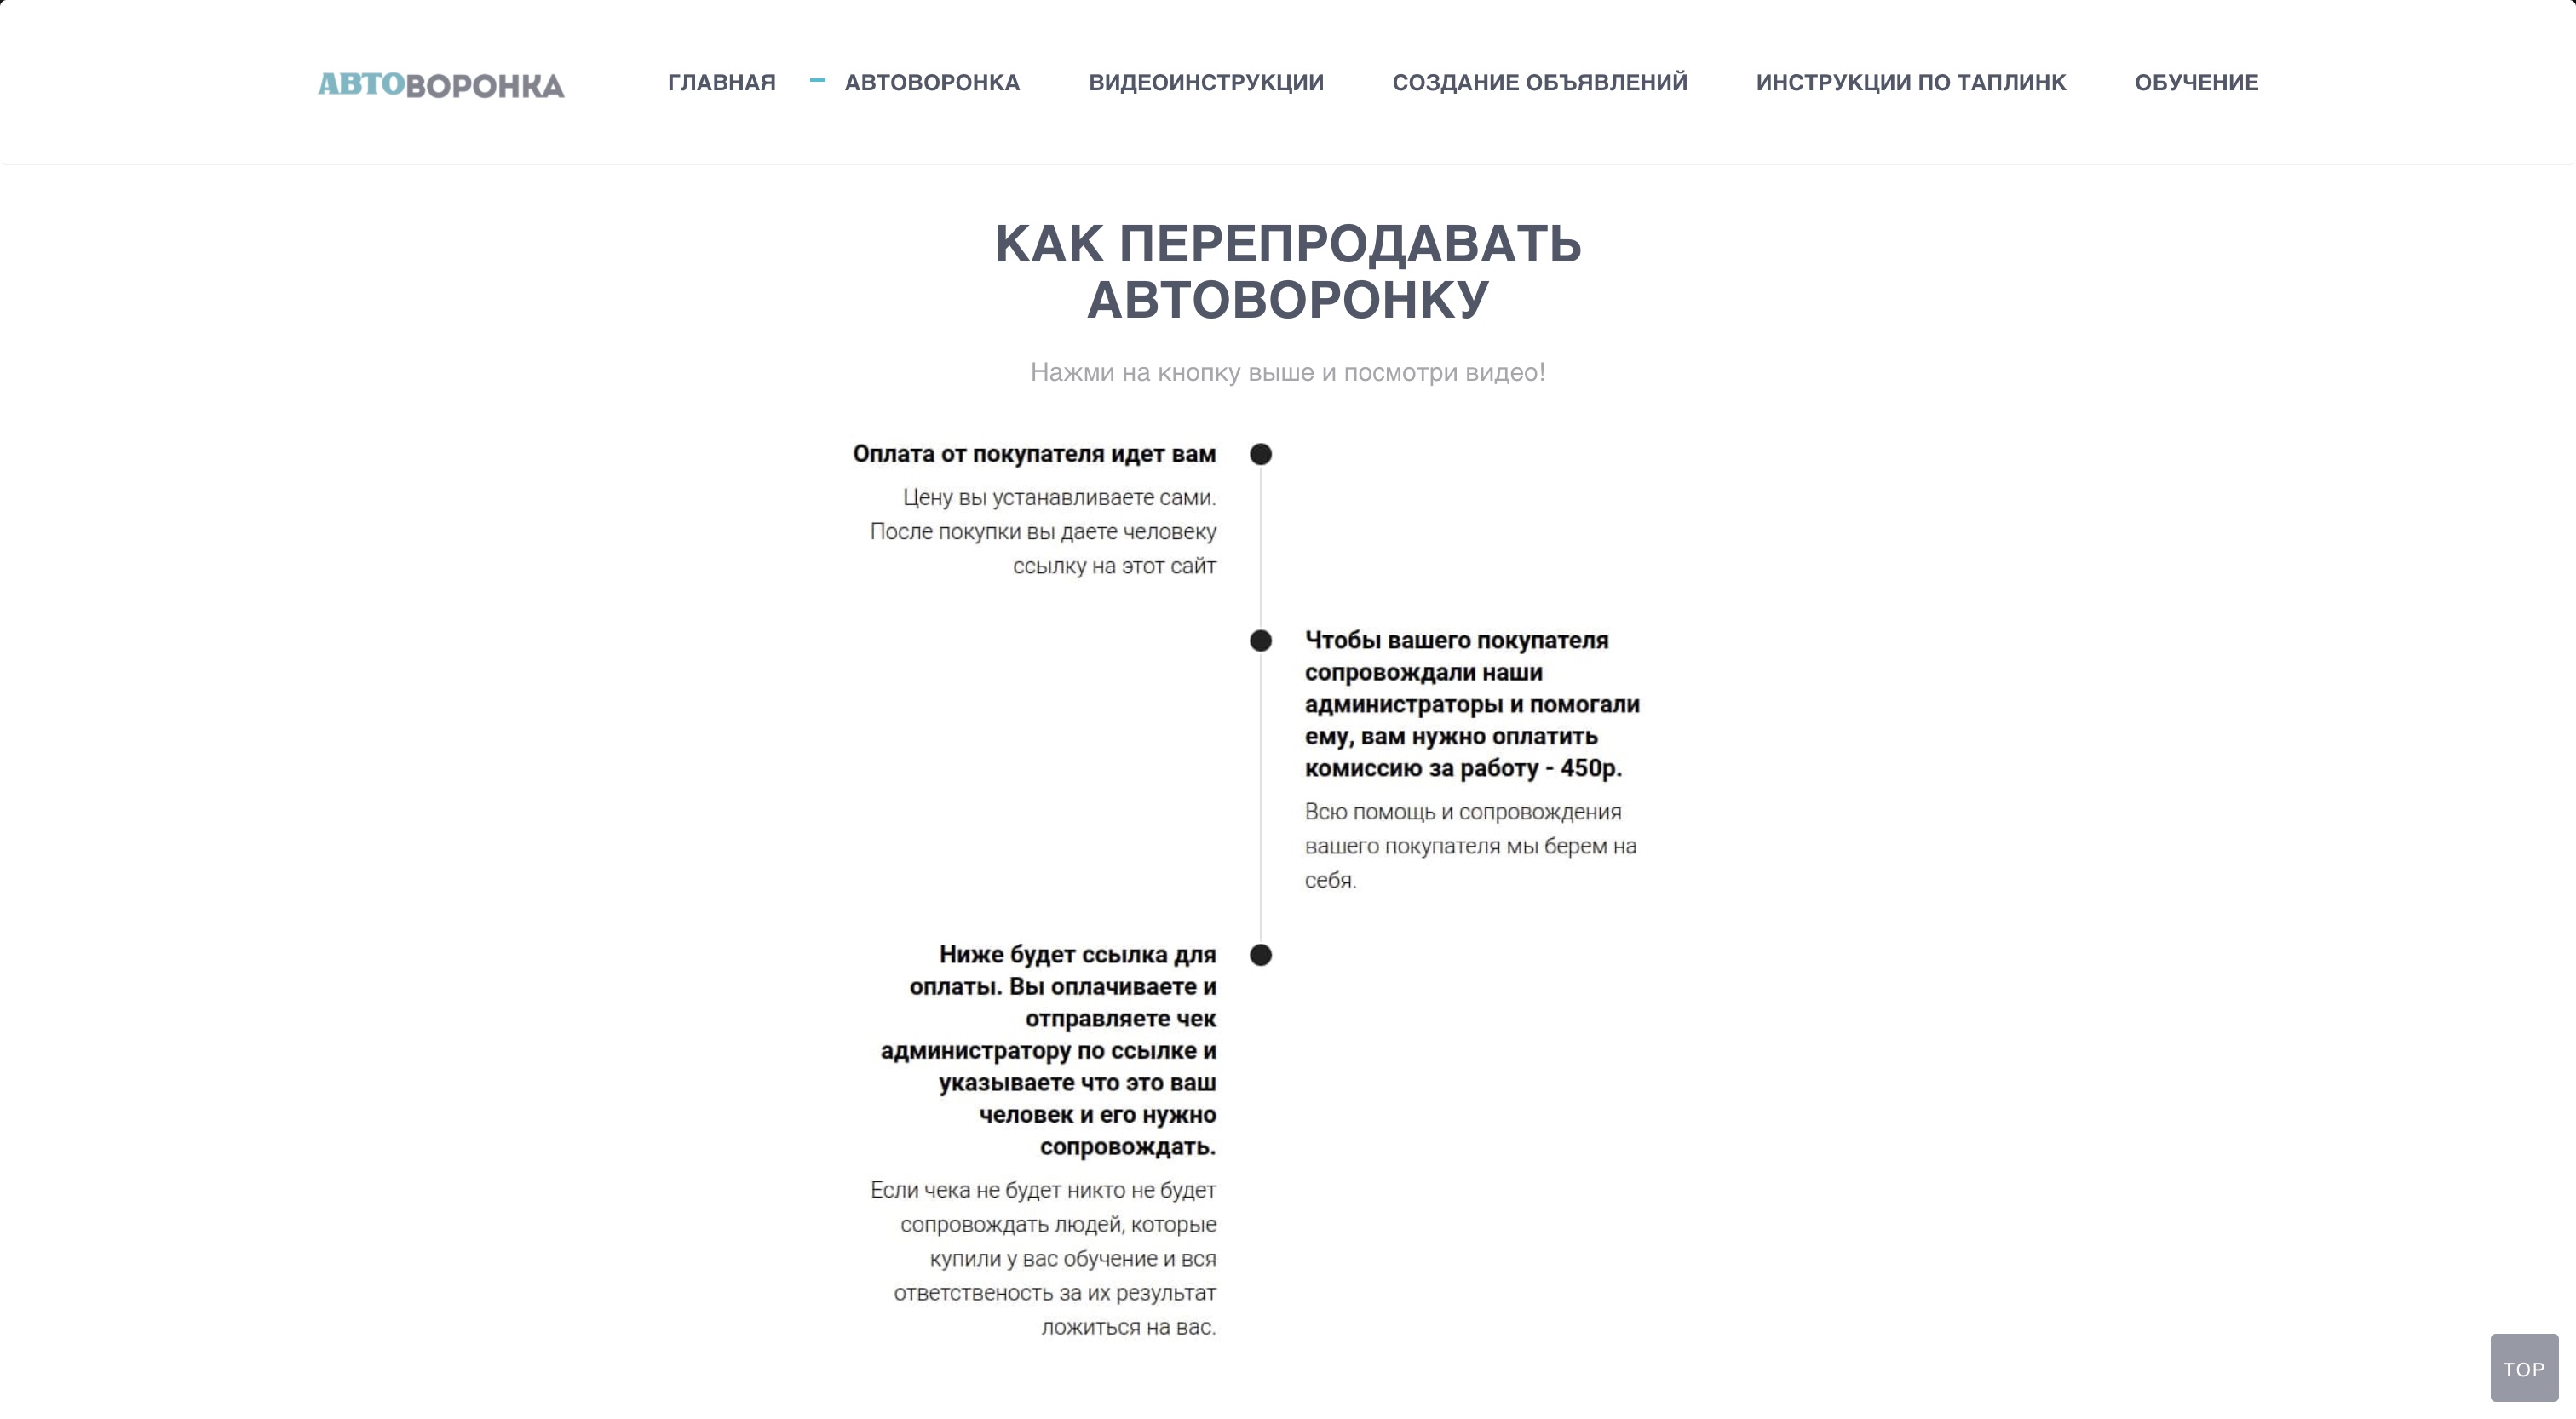 АВТОВОРОНКА
ГЛАВНАЯ
АВТОВОРОНКА
ВИДЕОИНСТРУКЦИИ
СОЗДАНИЕ ОБЪЯВЛЕНИЙ
ИНСТРУКЦИИ ПО ТАПЛИНК
ОБУЧЕНИЕ
КАК ПЕРЕПРОДАВАТЬ
АВТОВОРОНКУ
Нажми на кнопку выше и посмотри видео!
Оплата от покупателя идет вам
Цену вы устанавливаете сами.
После покупки вы даете человеку
ссылку на этот сайт
Чтобы вашего покупателя
сопровождали наши
администраторы и помогали
ему, вам нужно оплатить
комиссию за работу - 450р.
Всю помощь и сопровождения
вашего покупателя мы берем на
себя.
Ниже будет ссылка для
оплаты. Вы оплачиваете и
отправляете чек
администратору по ссылке и
указываете что это ваш
человек и его нужно
сопровождать.
Если чека не будет никто не будет
сопровождать людей, которые
купили у вас обучение и вся
ответственость за их результат
ложиться на вас.
TOP